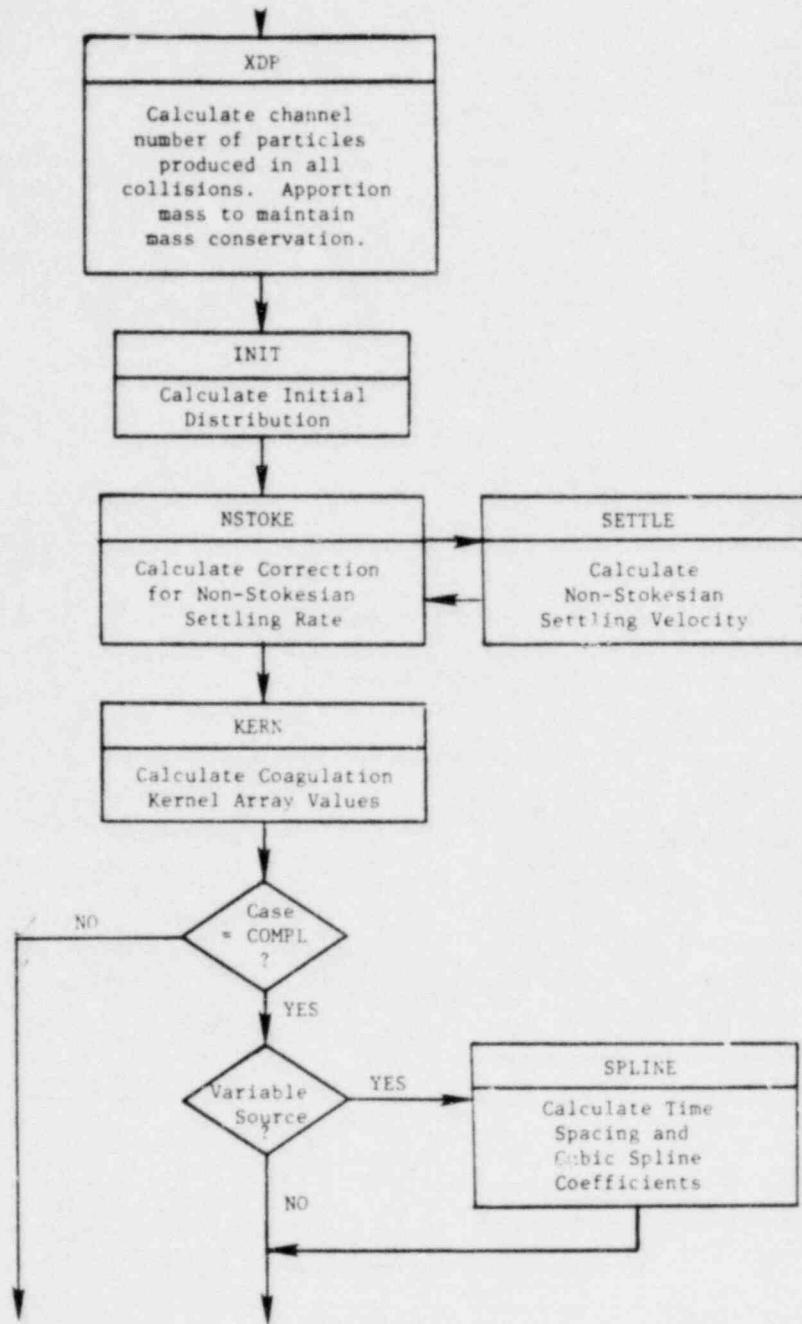 XDP
Calculate channel
number of particles
produced in all
collisions. Apportion
mass to maintain
mass conservation.
INIT
Calculate Initial
Distribution
NSTOKE
Calculate Correction
for Non-Stokesian
Settling Rate
SETTLE
Calculate
Non-Stokesian
Settling Velocity
KERN
Calculate Coagulation
Kernel Array Values
Case
= COMPL
?
NO
YES
Variable
Source
?
YES
NO
SPLINE
Calculate Time
Spacing and
Cubic Spline
Coefficients